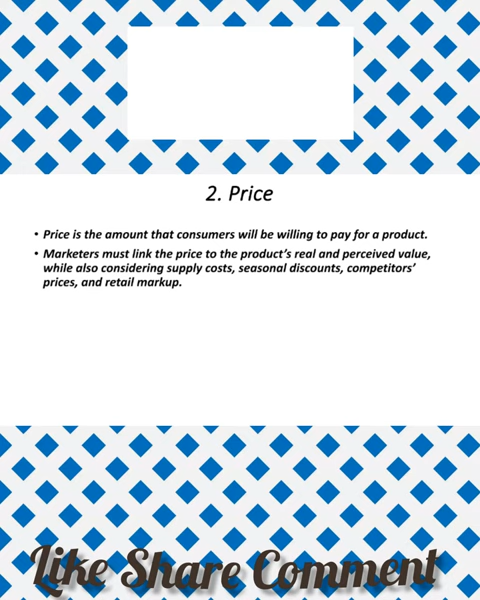 2. Price
• Price is the amount that consumers will be willing to pay for a product.
• Marketers must link the price to the product’s real and perceived value,
while also considering supply costs, seasonal discounts, competitors’
prices, and retail markup.
Like Share Comment